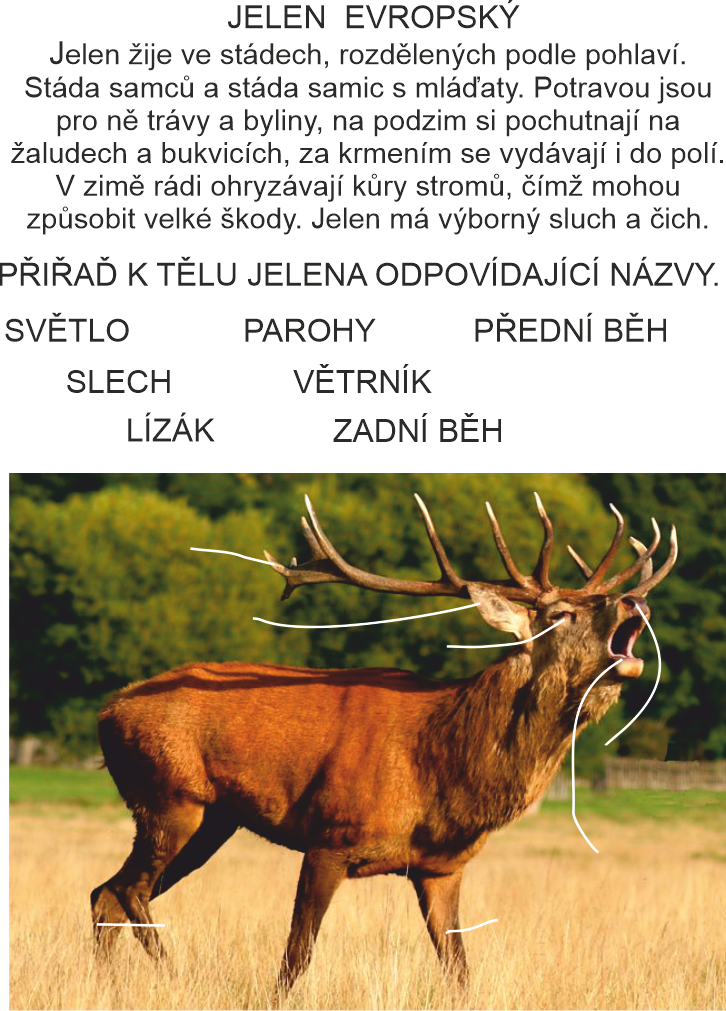 JELEN EVROPSKÝ
Jelen žije ve stádech, rozdělených podle pohlaví.
Stáda samců a stáda samic s mláďaty. Potravou jsou
pro ně trávy a byliny, na podzim si pochutnají na
žaludech a bukvicích, za krmením se vydávají i do polí.
V zimě rádi ohryzávají kůry stromů, čímž mohou
způsobit velké škody. Jelen má výborný sluch a čich.
PŘIŘAĎ K TĚLU JELENA ODPOVÍDAJÍCÍ NÁZVY.
SVĚTLO PAROHY PŘEDNÍ BĚH
SLECH VĚTRNÍK
LÍZÁK ZADNÍ BĚH